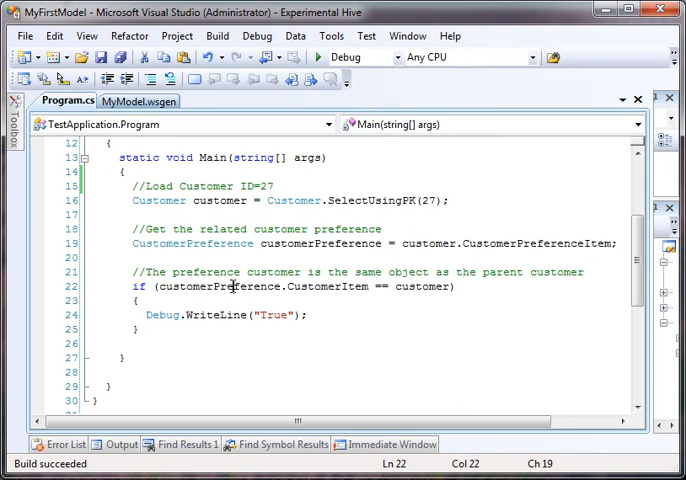 MyFirstModel - Microsoft Visual Studio (Administrator) - Experimental Hive
File Edit View Refactor Project Build Debug Data Tools Test Window Help
Debug Any CPU
Program.cs MyModel.wsgen
Toolbox
TestApplication.Program Main(string[] args)
12 {
13 static void Main(string[] args)
14 {
15 //Load Customer ID=27
16 Customer customer = Customer.SelectUsingPK(27);
17
18 //Get the related customer preference
19 CustomerPreference customerPreference = customer.CustomerPreferenceItem;
20
21 //The preference customer is the same object as the parent customer
22 if (customerPreference.CustomerItem == customer)
23 {
24 Debug.WriteLine("True");
25 }
26
27 }
28
29 }
30 }
Error List Output Find Results 1 Find Symbol Results Immediate Window
Build succeeded Ln 22 Col 22 Ch 19